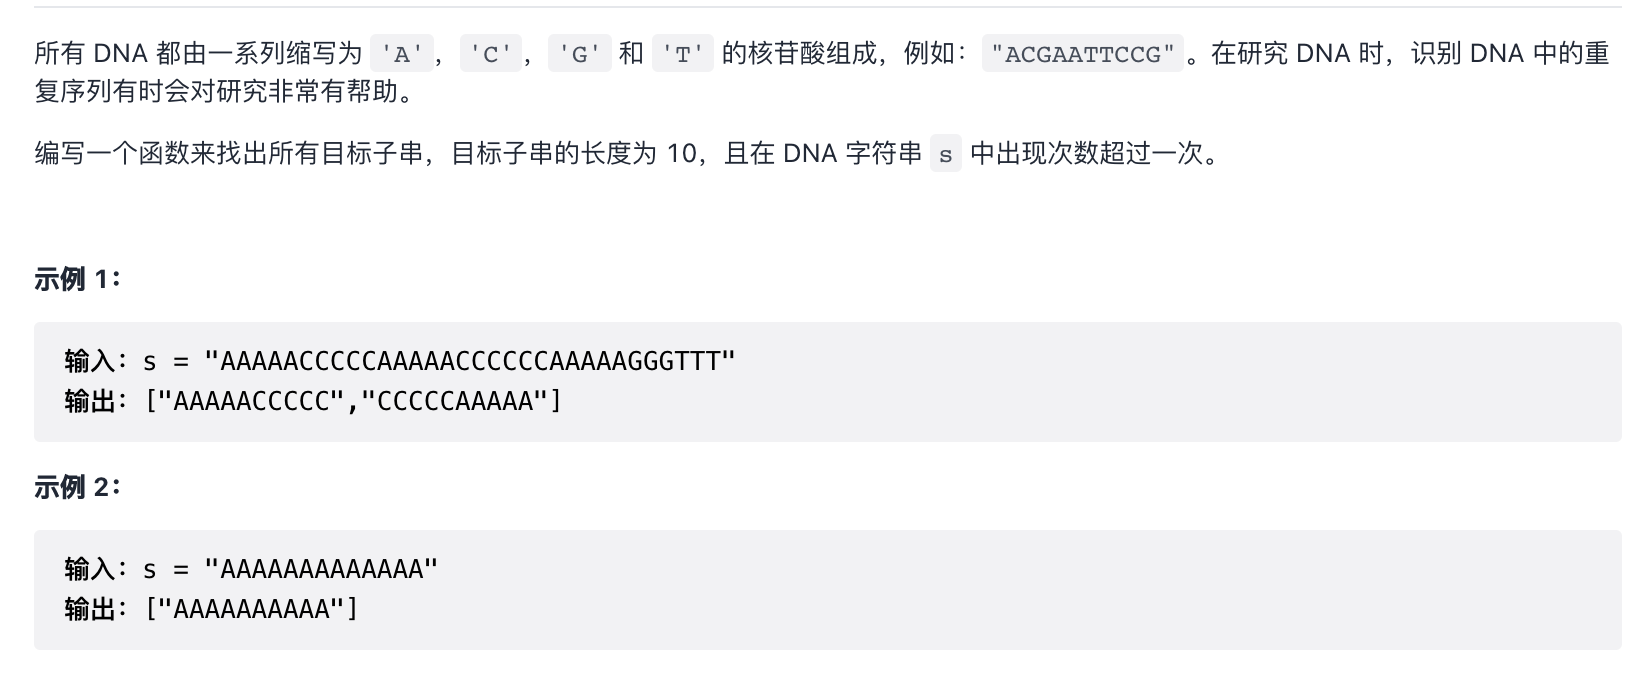 所有 DNA 都由一系列缩写为 'A'，'C'，'G' 和 'T' 的核苷酸组成，例如："ACGAATTCCG"。在研究 DNA 时，识别 DNA 中的重
复序列有时会对研究非常有帮助。
编写一个函数来找出所有目标子串，目标子串的长度为 10，且在 DNA 字符串 s 中出现次数超过一次。
示例 1：
输入：s = "AAAAACCCCCAAAAACCCCCCAAAAAGGGTTT"
输出：["AAAAACCCCC","CCCCCAAAAA"]
示例 2：
输入：s = "AAAAAAAAAAAAA"
输出：["AAAAAAAAAA"]